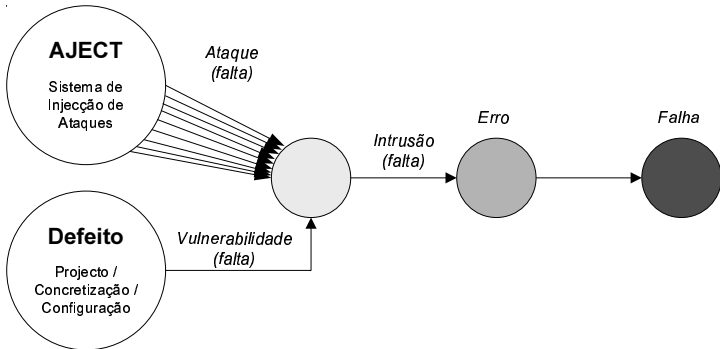 AJECT
Sistema de
Injecção de
Ataques
Ataque
(falta)
Defeito
Projecto /
Concretização /
Configuração
Vulnerabilidade
(falta)
Intrusão
(falta)
Erro
Falha